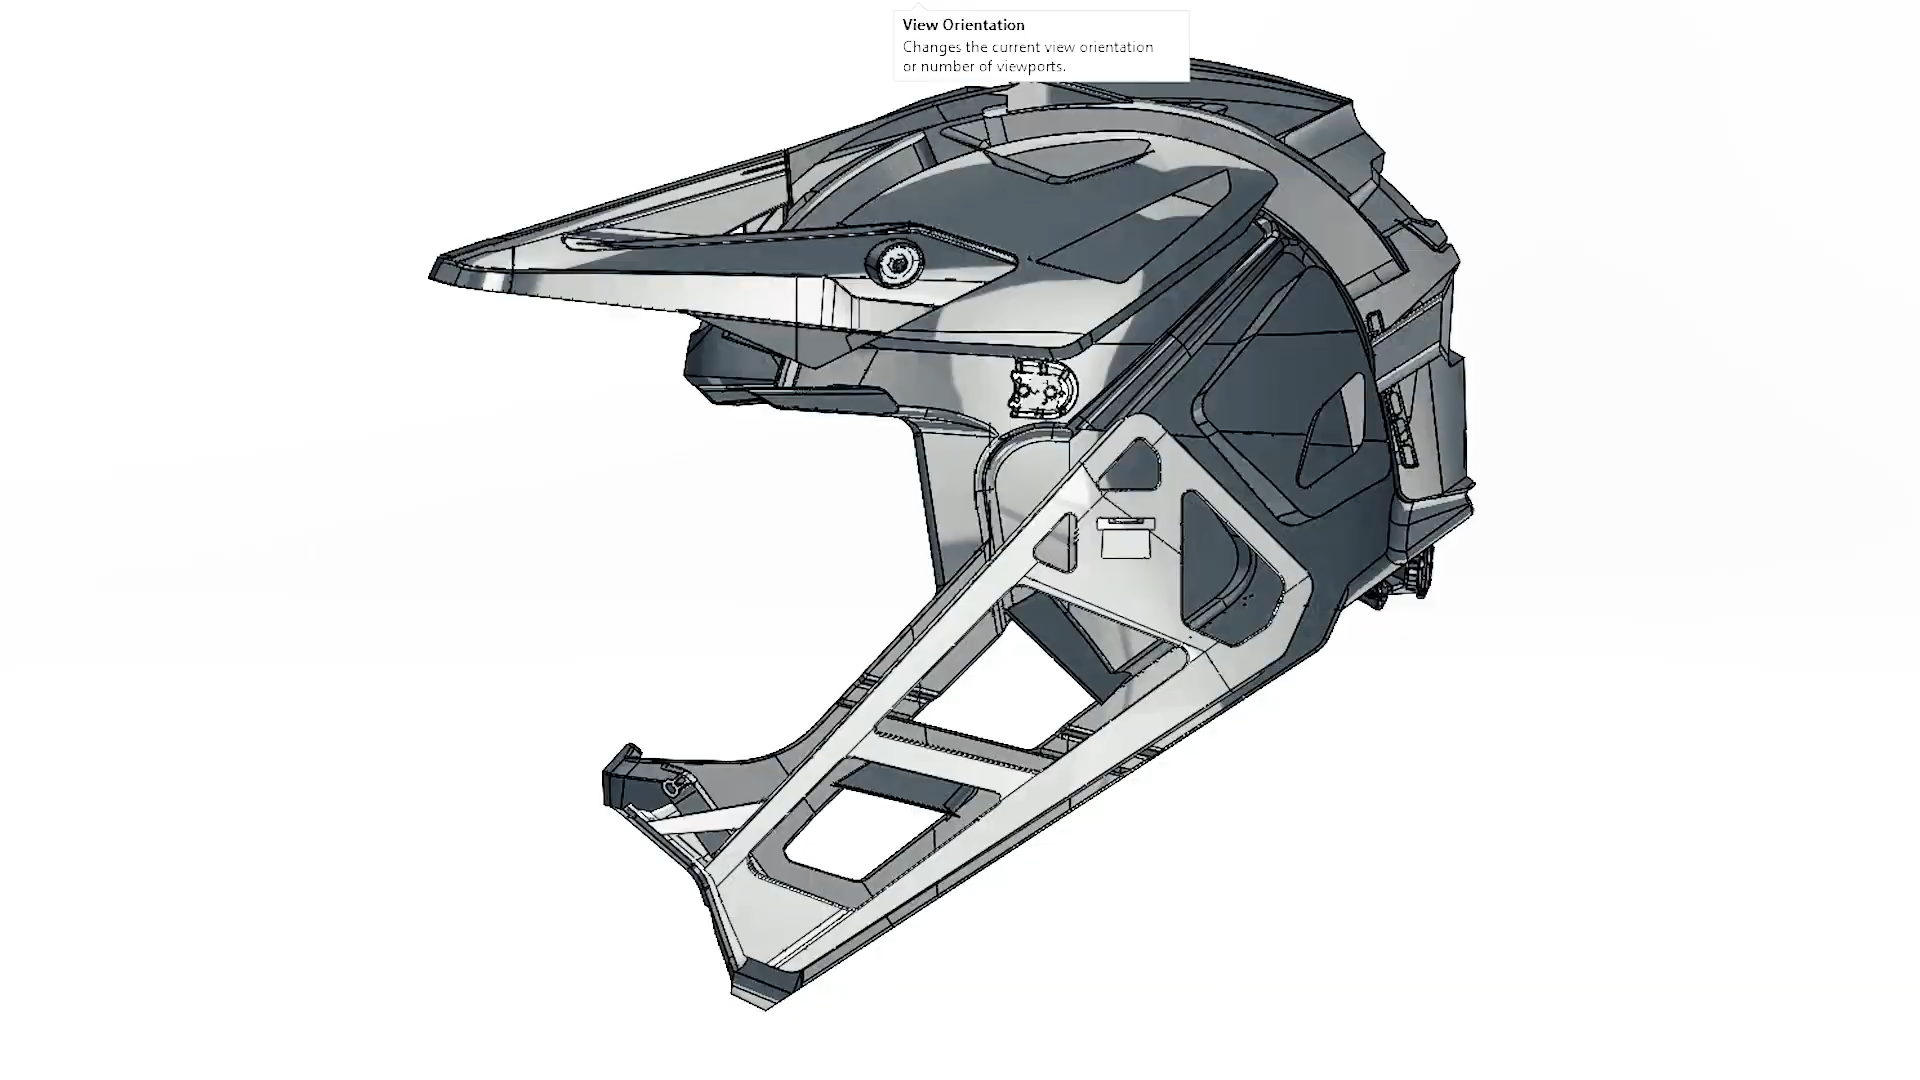 View Orientation
Changes the current view orientation
or number of viewports.